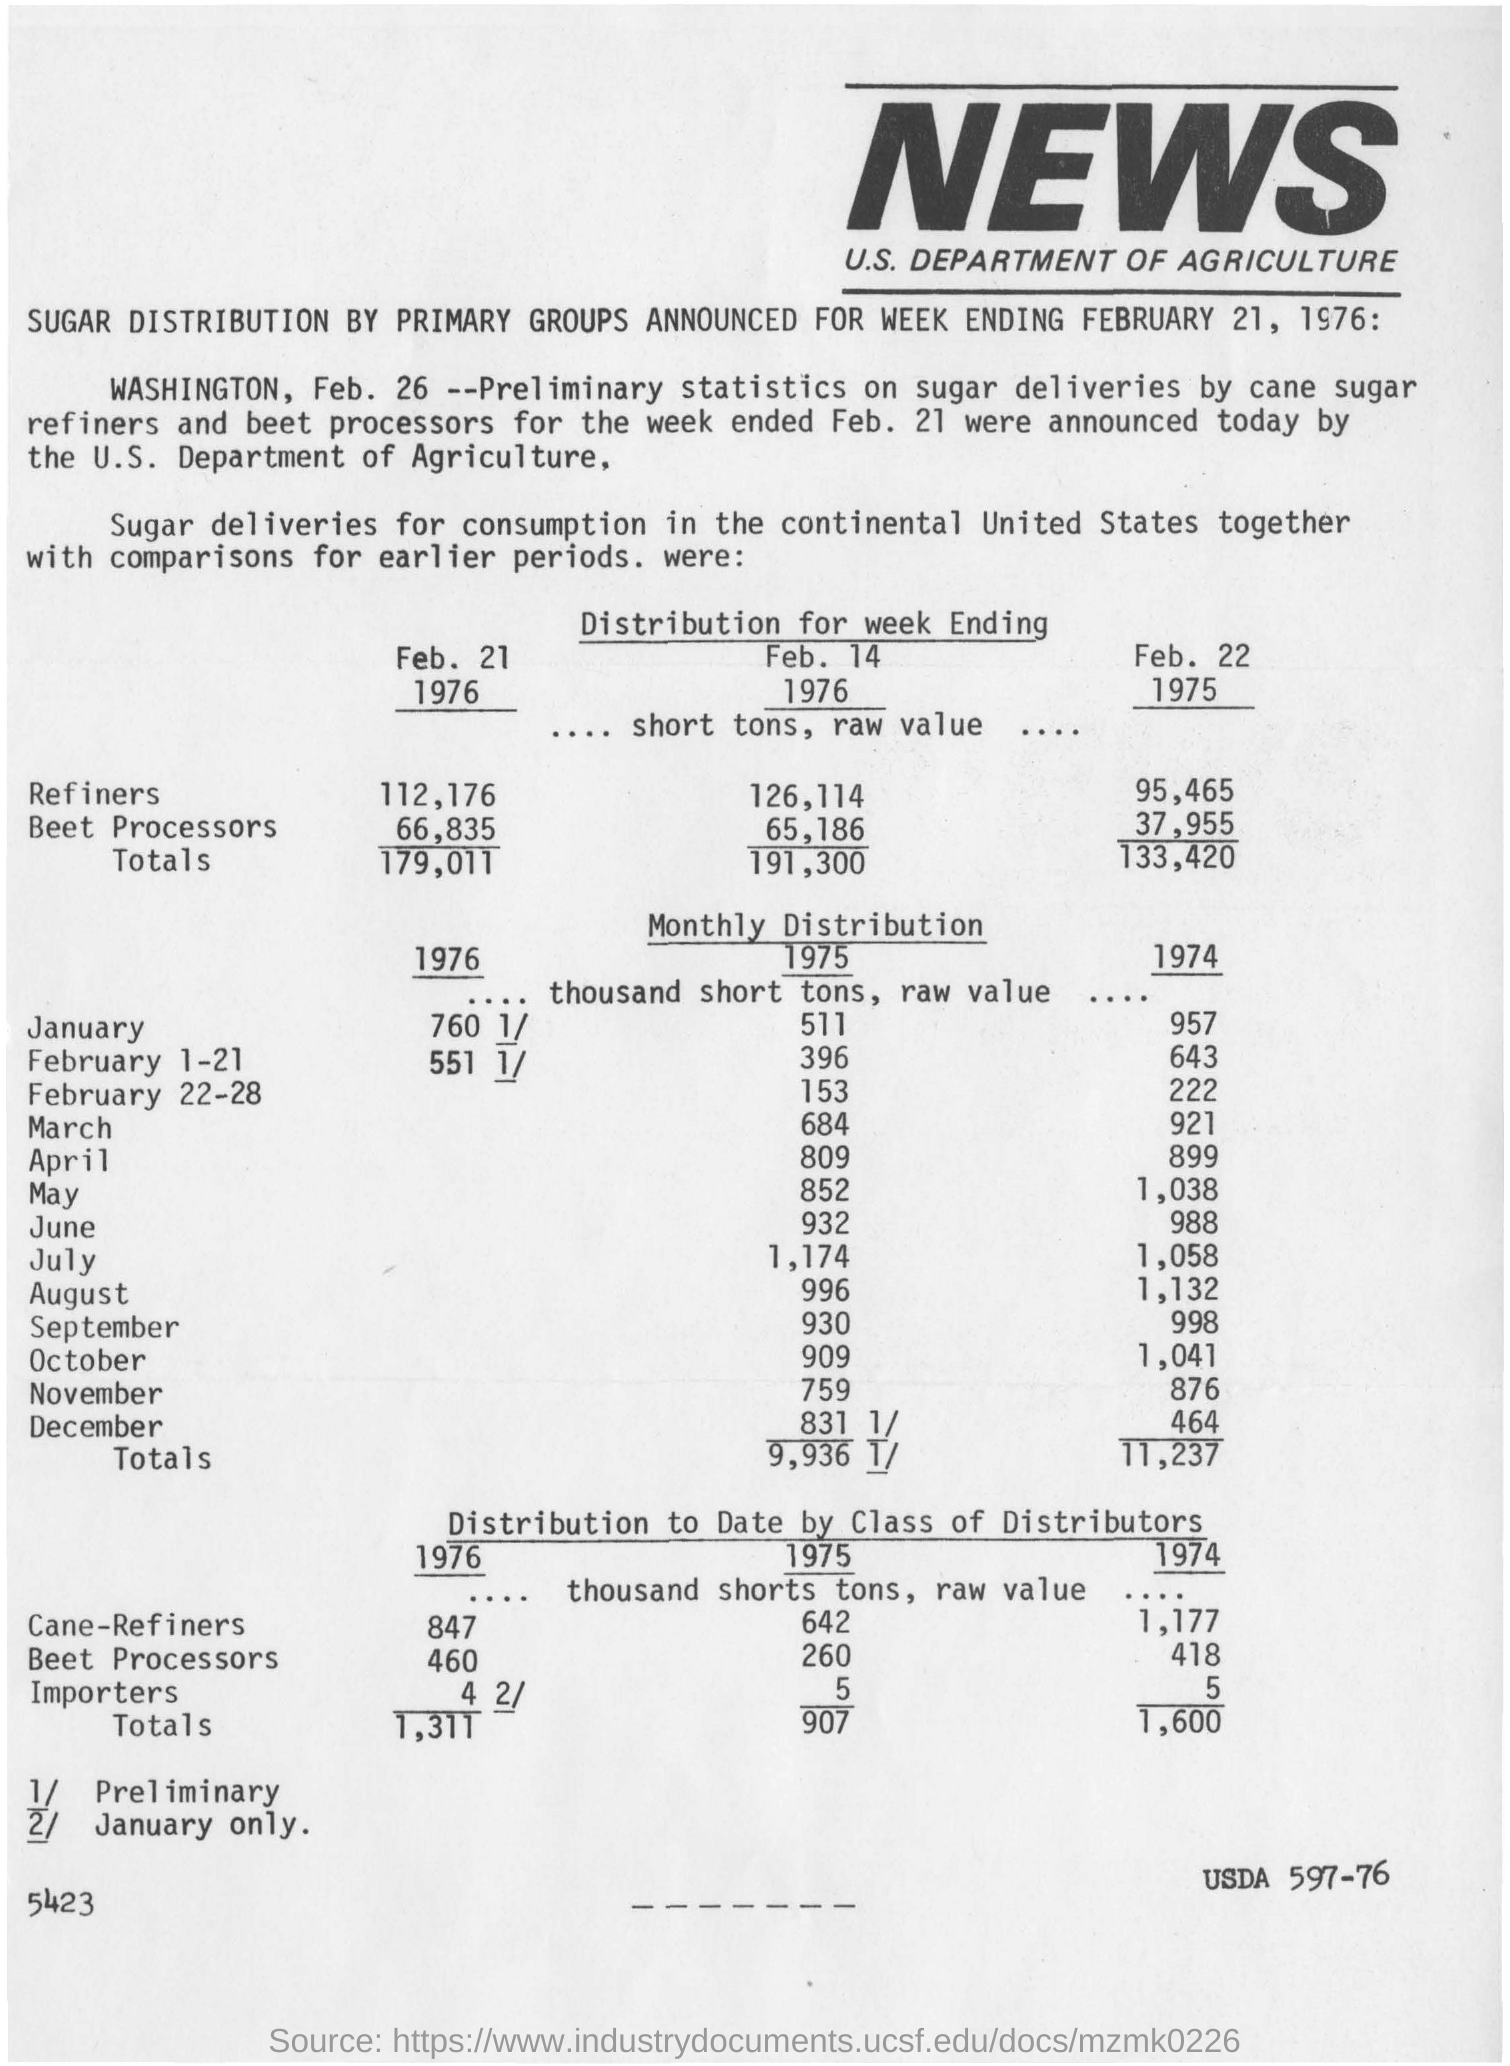 NEWS
U.S. DEPARTMENT OF AGRICULTURE
SUGAR DISTRIBUTION BY PRIMARY GROUPS ANNOUNCED FOR WEEK ENDING FEBRUARY 21, 1976:
WASHINGTON, Feb. 26 --Preliminary statistics on sugar deliveries by cane sugar
refiners and beet processors for the week ended Feb. 21 were announced today by
the U.S. Department of Agriculture,
Sugar deliveries for consumption in the continental United States together
with comparisons for earlier periods. were:
Distribution for week Ending
Feb. 21 Feb. 14 Feb. 22
1976 1976 1975
.... short tons, raw value ....
Refiners 112,176 126,114 95,465
Beet Processors 66,835 65,186 37,955
Totals 179,011 191,300 133,420
Monthly Distribution
1976 1975 1974
.... thousand short tons, raw value ....
January 760 1/ 511 957
February 1-21 551 1/ 396 643
February 22-28 153 222
March 684 921
April 809 899
May 852 1,038
June 932 988
July 1,174 1,058
August 996 1,132
September 930 998
October 909 1,041
November 759 876
December 831 1/ 464
Totals 9,936 1/ 11,237
Distribution to Date by Class of Distributors
1976 1975 1974
.... thousand shorts tons, raw value ....
Cane-Refiners 847 642 1,177
Beet Processors 460 260 418
Importers 4 2/ 5 5
Totals 1,311 907 1,600
1/ Preliminary
2/ January only.
USDA 597-76
5423 - - - - - - -
Source: https://www.industrydocuments.ucsf.edu/docs/mzmk0226